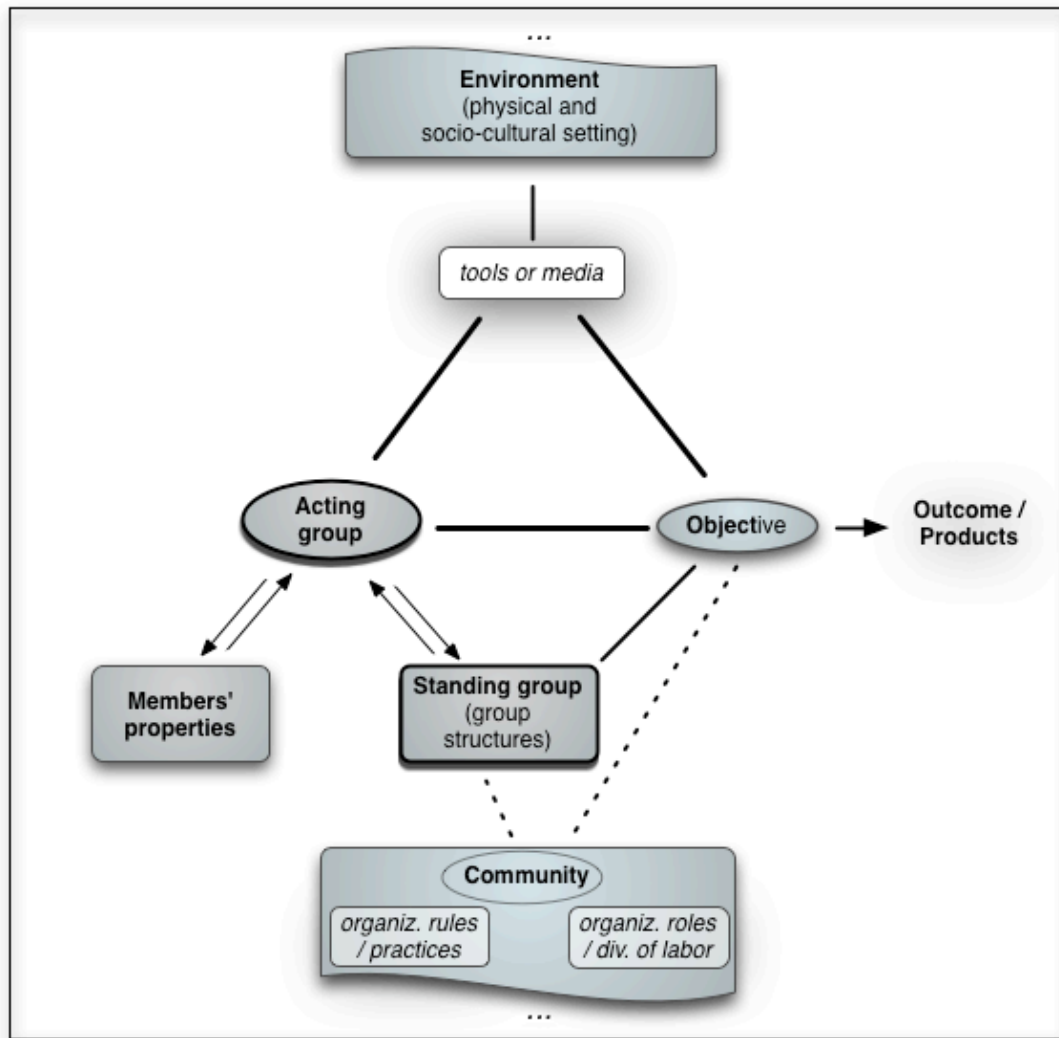 ...
Environment
(physical and
socio-cultural setting)
tools or media
Acting
group
Objective
Outcome /
Products
Members'
properties
Standing group
(group
structures)
Community
organiz. rules
/ practices
organiz. roles
/ div. of labor
...